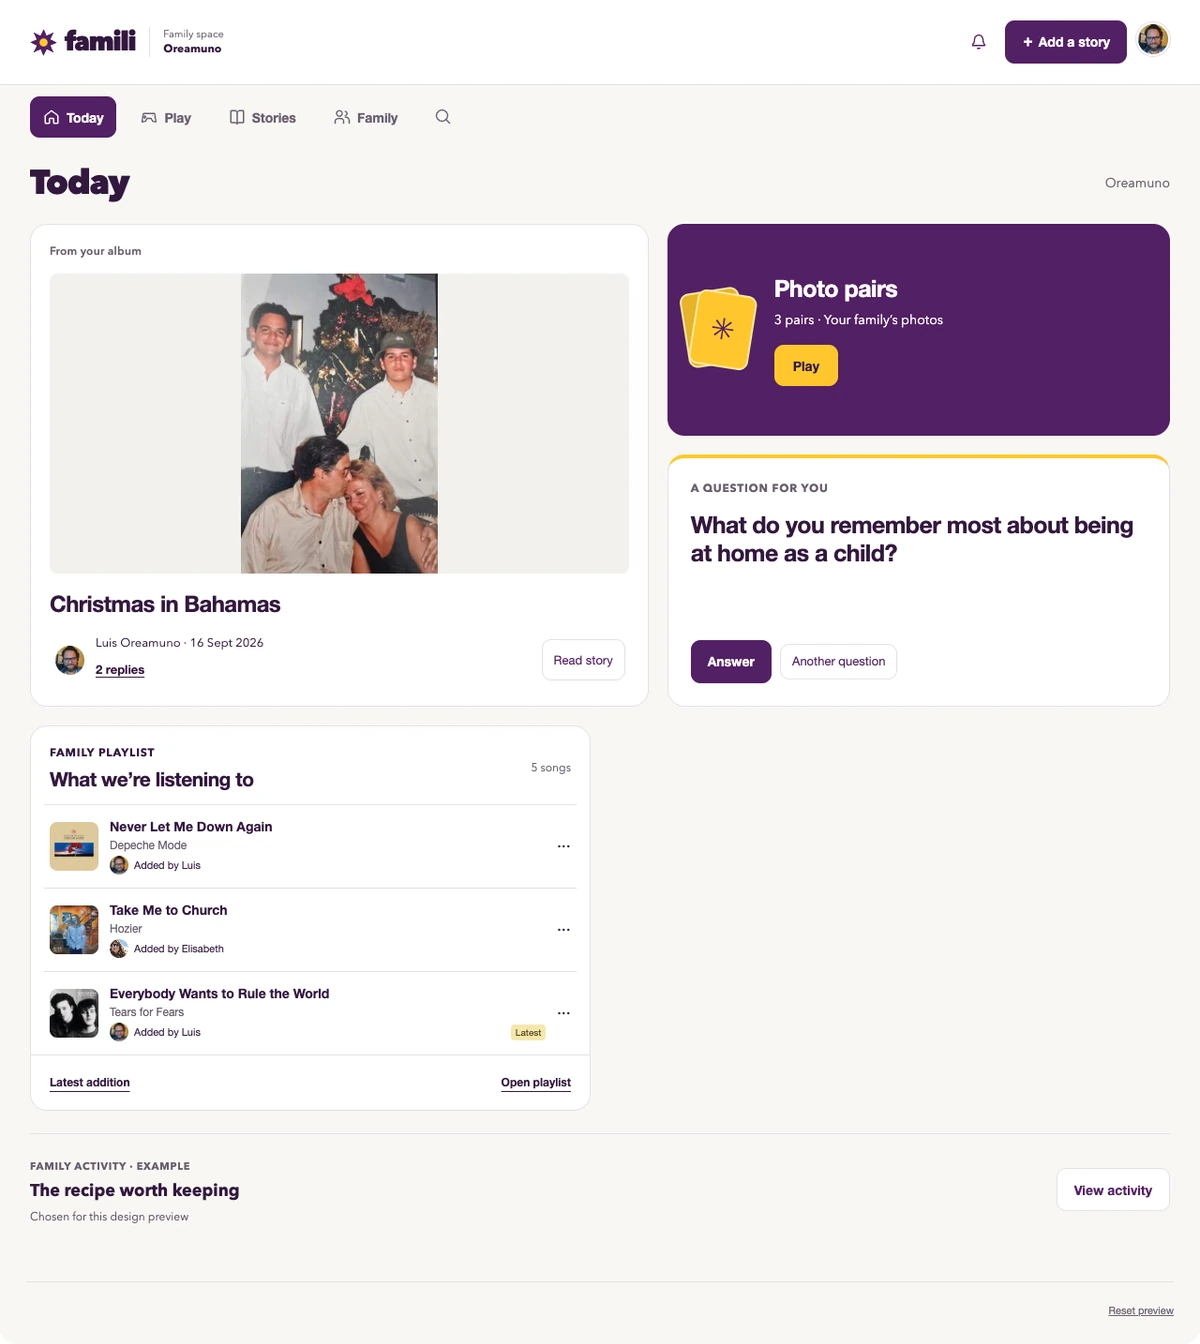 famili
Family space
Oreamuno
+ Add a story
Today
Play
Stories
Family
Today
Oreamuno
From your album
Christmas in Bahamas
Luis Oreamuno · 16 Sept 2026
2 replies
Read story
Photo pairs
3 pairs · Your family’s photos
Play
A QUESTION FOR YOU
What do you remember most about being
at home as a child?
Answer
Another question
FAMILY PLAYLIST
What we’re listening to
5 songs
Never Let Me Down Again
Depeche Mode
Added by Luis
Take Me to Church
Hozier
Added by Elisabeth
Everybody Wants to Rule the World
Tears for Fears
Added by Luis
Latest
Latest addition
Open playlist
FAMILY ACTIVITY · EXAMPLE
The recipe worth keeping
Chosen for this design preview
View activity
Reset preview